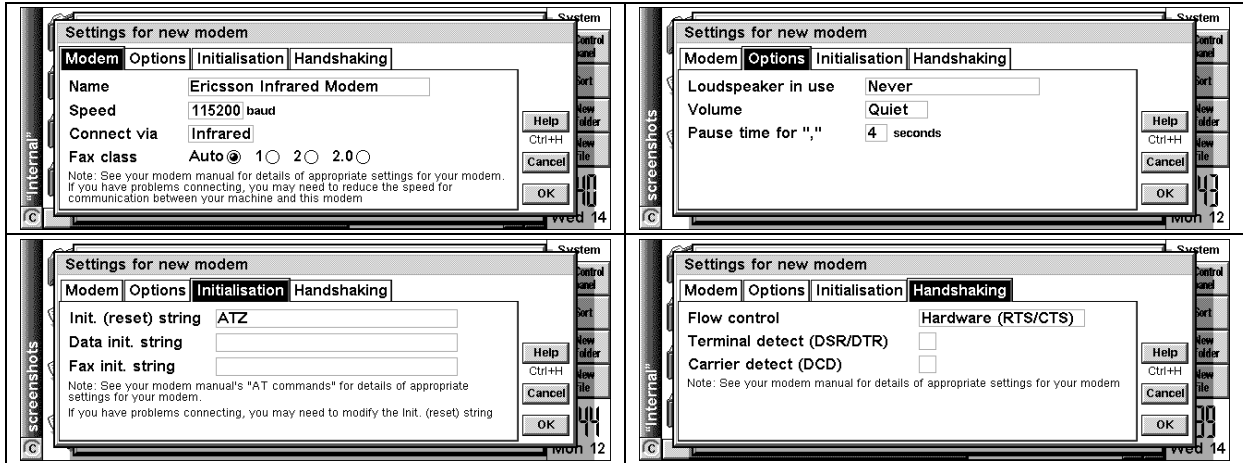 System
Settings for new modem
Modem Options Initialisation Handshaking
Name Ericsson Infrared Modem
Speed 115200 baud
Connect via Infrared
Fax class Auto 1 2 2.0
Note: See your modem manual for details of appropriate settings for your modem.
If you have problems connecting, you may need to reduce the speed for
communication between your machine and this modem
Help
Ctrl+H
Cancel
OK
"Internal"
C
40
Wed 14
System
Settings for new modem
Modem Options Initialisation Handshaking
Loudspeaker in use Never
Volume Quiet
Pause time for "," 4 seconds
Help
Ctrl+H
Cancel
OK
screenshots
C
43
Mon 12
System
Settings for new modem
Modem Options Initialisation Handshaking
Init. (reset) string ATZ
Data init. string
Fax init. string
Note: See your modem manual's "AT commands" for details of appropriate
settings for your modem.
If you have problems connecting, you may need to modify the Init. (reset) string
Help
Ctrl+H
Cancel
OK
screenshots
C
44
Mon 12
System
Settings for new modem
Modem Options Initialisation Handshaking
Flow control Hardware (RTS/CTS)
Terminal detect (DSR/DTR)
Carrier detect (DCD)
Note: See your modem manual for details of appropriate settings for your modem
Help
Ctrl+H
Cancel
OK
"Internal"
C
39
Wed 14